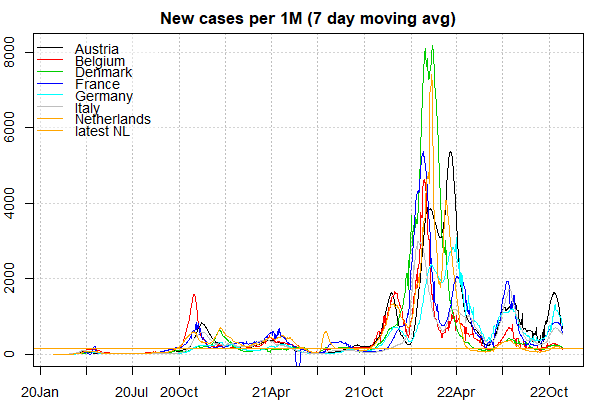 New cases per 1M (7 day moving avg)
Austria
Belgium
Denmark
France
Germany
Italy
Netherlands
latest NL
8000
6000
4000
2000
0
20Jan 20Jul 20Oct 21Apr 21Oct 22Apr 22Oct